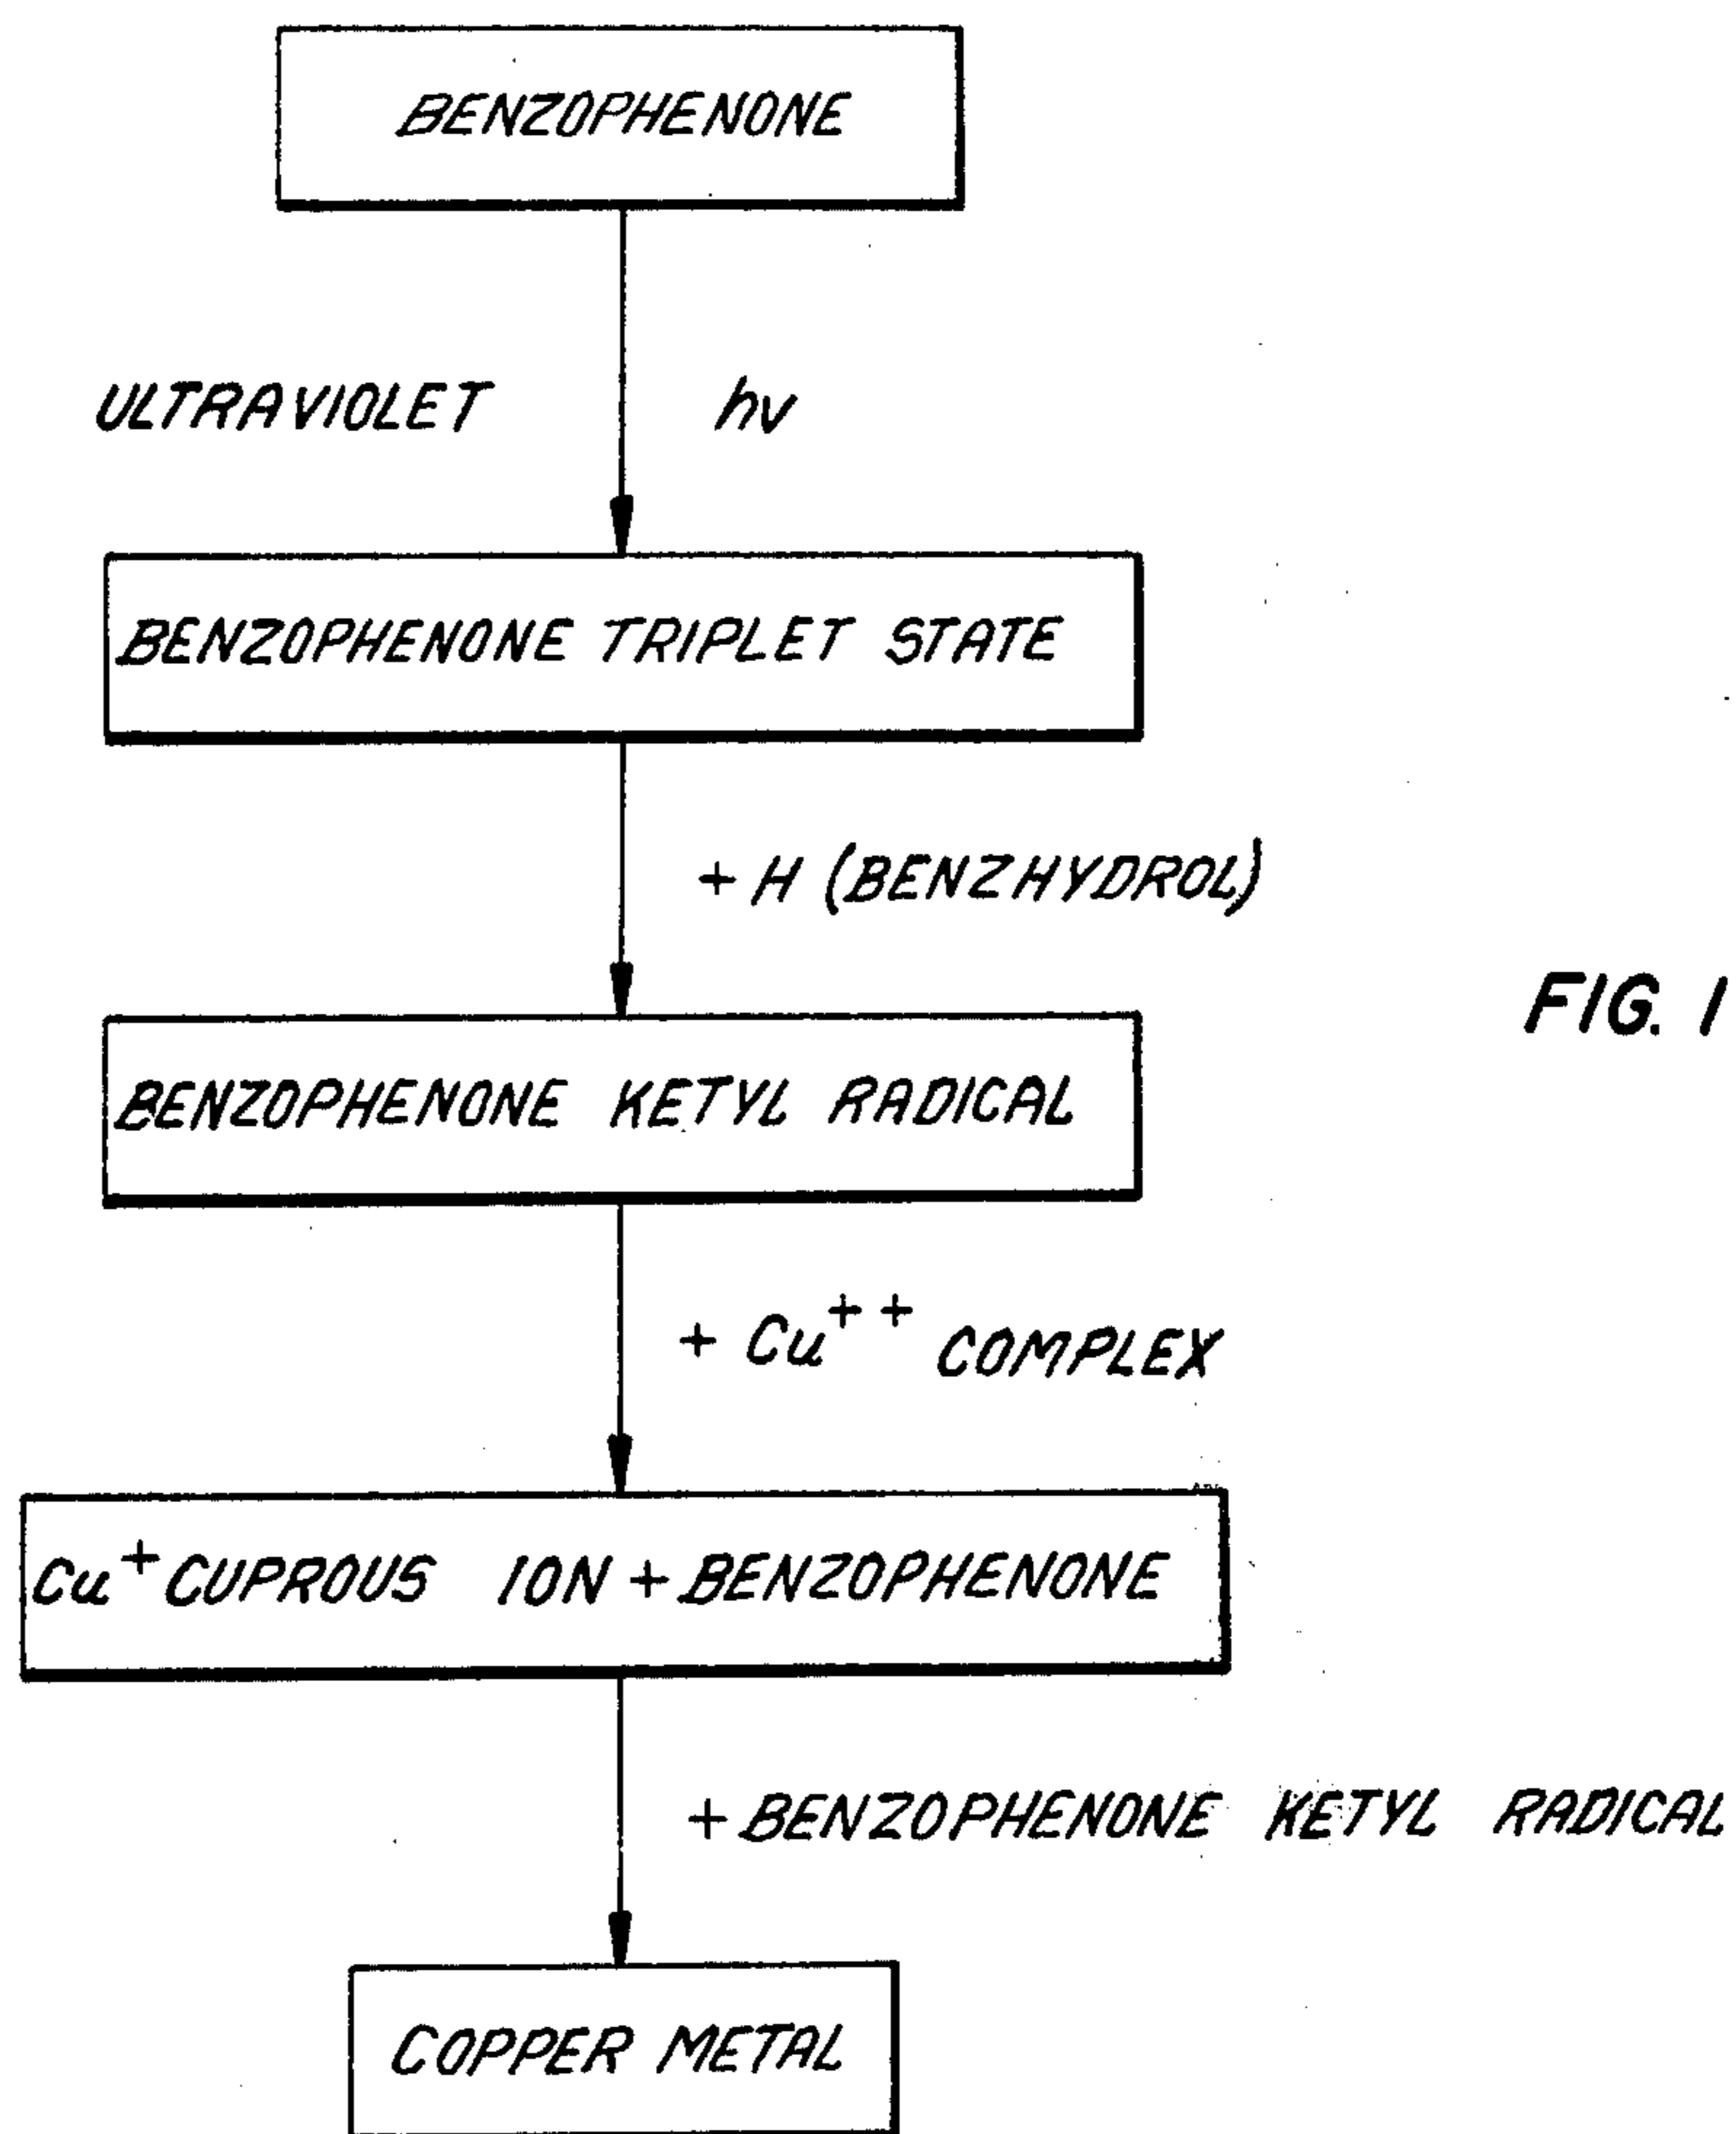 BENZOPHENONE
ULTRAVIOLET hν
BENZOPHENONE TRIPLET STATE
+ H (BENZHYDROL)
FIG. 1
BENZOPHENONE KETYL RADICAL
+ Cu++ COMPLEX
Cu+ CUPROUS ION + BENZOPHENONE
+ BENZOPHENONE KETYL RADICAL
COPPER METAL